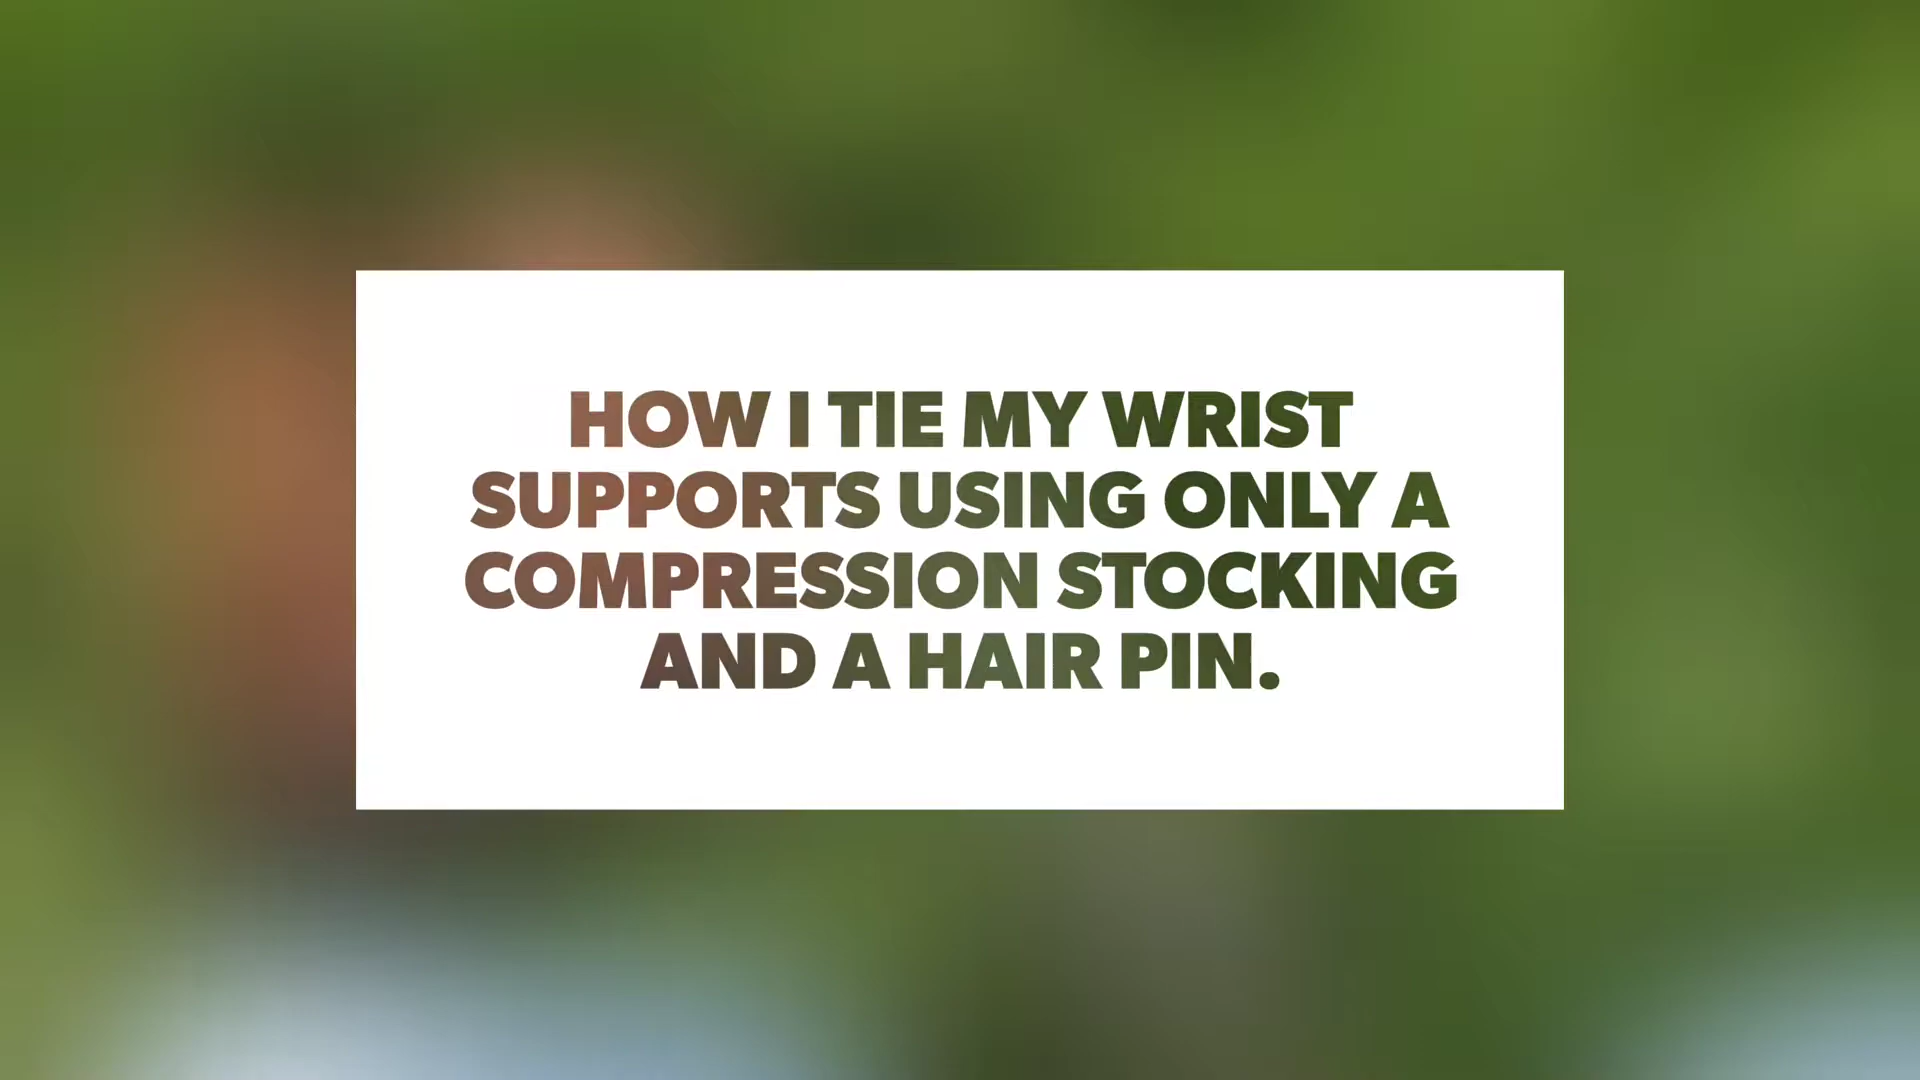 HOW I TIE MY WRIST
SUPPORTS USING ONLY A
COMPRESSION STOCKING
AND A HAIR PIN.